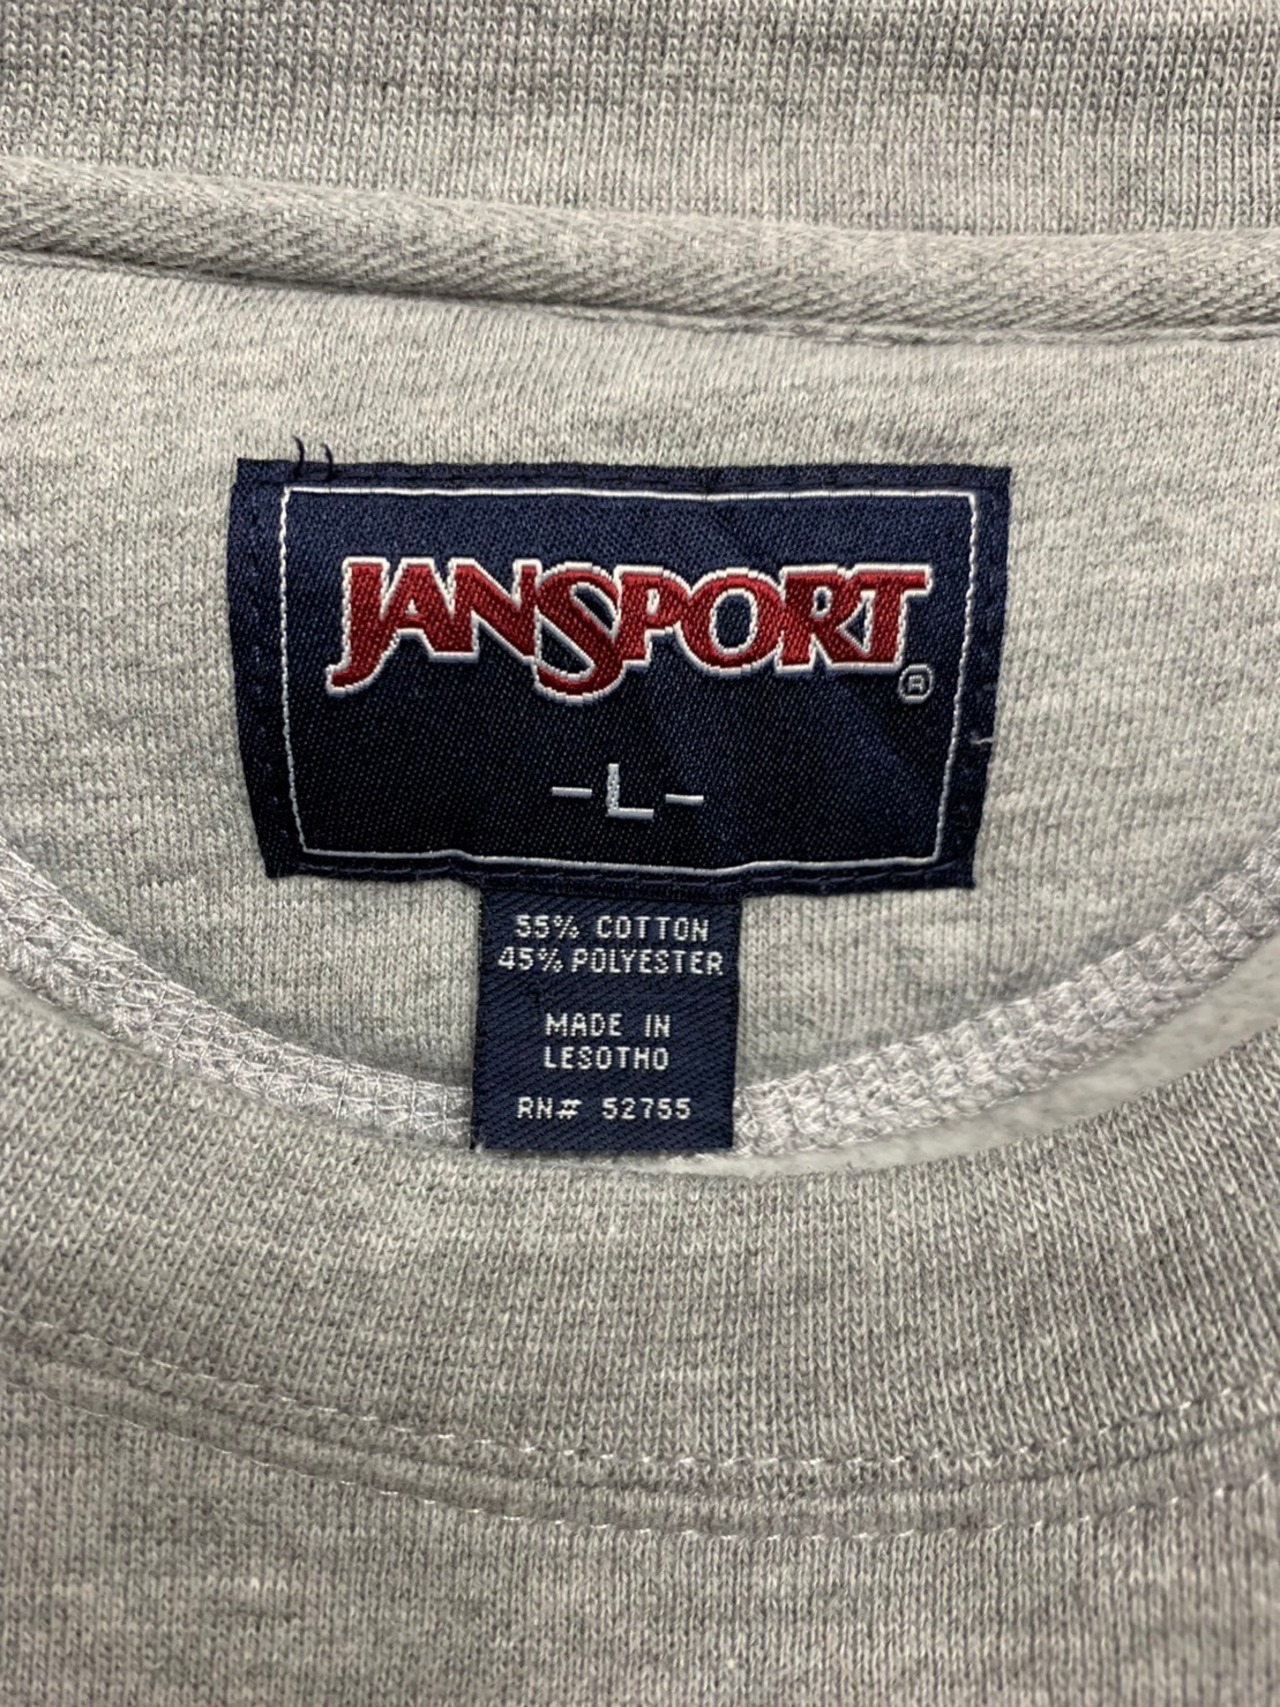 JANSPORT®
-L-
55% COTTON
45% POLYESTER
MADE IN
LESOTHO
RN# 52755